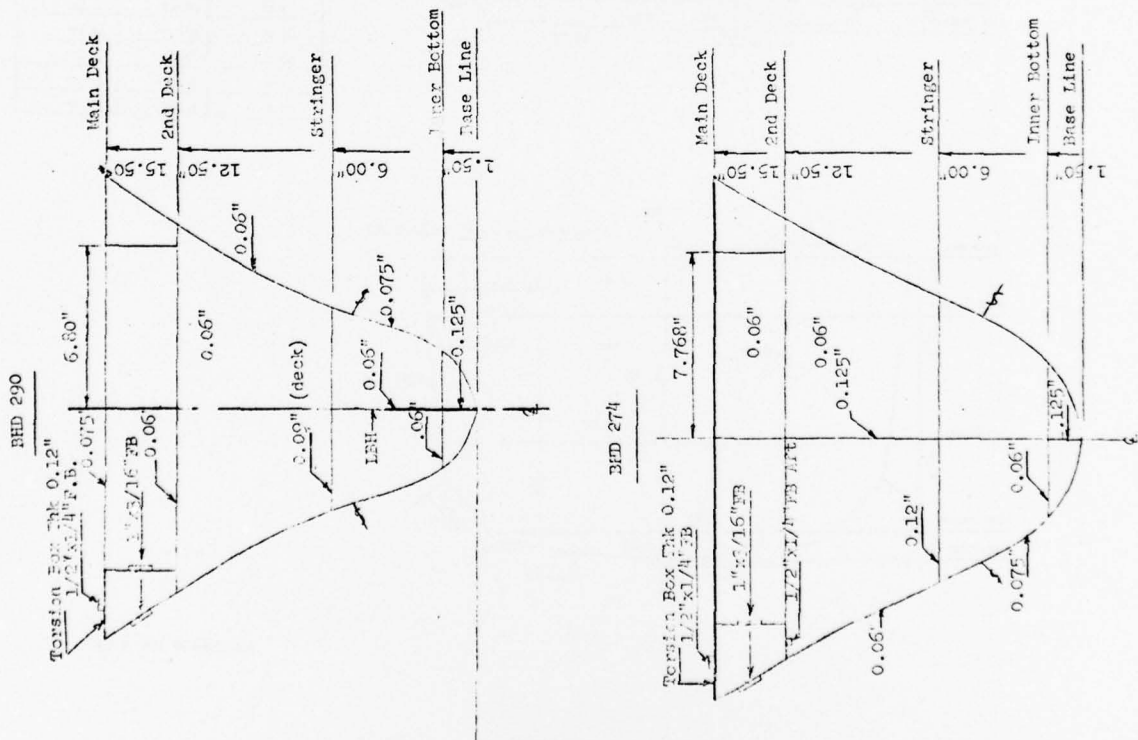 BHD 290
Torsion Box Thk 0.12"
1/2"x1/4" F.B.
0.075
1"x3/16" FB
0.06'
6.80"
0.06"
0.06"
0.09" (deck)
LBH
0.06"
0.075"
.06"
0.125"
15.50"
12.50"
6.00"
1.50"
Main Deck
2nd Deck
Stringer
Inner Bottom
Base Line
BHD 274
Torsion Box Thk 0.12"
1/2"x1/4" FB
1"x3/16" FB
1/2"x1/4" FB Aft
7.768"
0.06"
0.06"
0.125"
0.12"
0.06'
0.075"
0.06"
.125"
15.50"
12.50"
6.00"
1.50"
Main Deck
2nd Deck
Stringer
Inner Bottom
Base Line